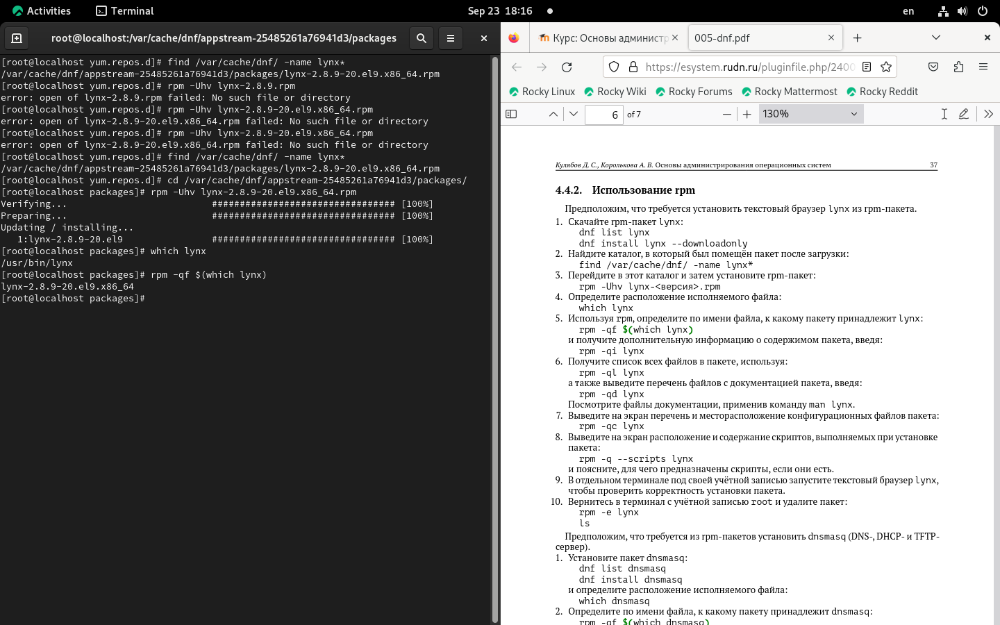 Activities Terminal Sep 23 18:16 en
root@localhost:/var/cache/dnf/appstream-25485261a76941d3/packages
[root@localhost yum.repos.d]# find /var/cache/dnf/ -name lynx*
/var/cache/dnf/appstream-25485261a76941d3/packages/lynx-2.8.9-20.el9.x86_64.rpm
[root@localhost yum.repos.d]# rpm -Uhv lynx-2.8.9.rpm
error: open of lynx-2.8.9.rpm failed: No such file or directory
[root@localhost yum.repos.d]# rpm -Uhv lynx-2.8.9-20.el9.x86_64.rpm
error: open of lynx-2.8.9-20.el9.x86_64.rpm failed: No such file or directory
[root@localhost yum.repos.d]# rpm -Uhv lynx-2.8.9-20.el9.x86_64.rpm
error: open of lynx-2.8.9-20.el9.x86_64.rpm failed: No such file or directory
[root@localhost yum.repos.d]# find /var/cache/dnf/ -name lynx*
/var/cache/dnf/appstream-25485261a76941d3/packages/lynx-2.8.9-20.el9.x86_64.rpm
[root@localhost yum.repos.d]# cd /var/cache/dnf/appstream-25485261a76941d3/packages/
[root@localhost packages]# rpm -Uhv lynx-2.8.9-20.el9.x86_64.rpm
Verifying... ################################# [100%]
Preparing... ################################# [100%]
Updating / installing...
1:lynx-2.8.9-20.el9 ################################# [100%]
[root@localhost packages]# which lynx
/usr/bin/lynx
[root@localhost packages]# rpm -qf $(which lynx)
lynx-2.8.9-20.el9.x86_64
[root@localhost packages]#
Курс: Основы администр 005-dnf.pdf
https://esystem.rudn.ru/pluginfile.php/2400
Rocky Linux Rocky Wiki Rocky Forums Rocky Mattermost Rocky Reddit
6 of 7 130%
Кулябов Д. С., Королькова А. В. Основы администрирования операционных систем 37
4.4.2. Использование rpm
Предположим, что требуется установить текстовый браузер lynx из rpm-пакета.
1. Скачайте rpm-пакет lynx:
dnf list lynx
dnf install lynx --downloadonly
2. Найдите каталог, в который был помещён пакет после загрузки:
find /var/cache/dnf/ -name lynx*
3. Перейдите в этот каталог и затем установите rpm-пакет:
rpm -Uhv lynx-<версия>.rpm
4. Определите расположение исполняемого файла:
which lynx
5. Используя rpm, определите по имени файла, к какому пакету принадлежит lynx:
rpm -qf $(which lynx)
и получите дополнительную информацию о содержимом пакета, введя:
rpm -qi lynx
6. Получите список всех файлов в пакете, используя:
rpm -ql lynx
а также выведите перечень файлов с документацией пакета, введя:
rpm -qd lynx
Посмотрите файлы документации, применив команду man lynx.
7. Выведите на экран перечень и месторасположение конфигурационных файлов пакета:
rpm -qc lynx
8. Выведите на экран расположение и содержание скриптов, выполняемых при установке
пакета:
rpm -q --scripts lynx
и поясните, для чего предназначены скрипты, если они есть.
9. В отдельном терминале под своей учётной записью запустите текстовый браузер lynx,
чтобы проверить корректность установки пакета.
10. Вернитесь в терминал с учётной записью root и удалите пакет:
rpm -e lynx
ls
Предположим, что требуется из rpm-пакетов установить dnsmasq (DNS-, DHCP- и TFTP-
сервер).
1. Установите пакет dnsmasq:
dnf list dnsmasq
dnf install dnsmasq
и определите расположение исполняемого файла:
which dnsmasq
2. Определите по имени файла, к какому пакету принадлежит dnsmasq:
rpm -qf $(which dnsmasq)